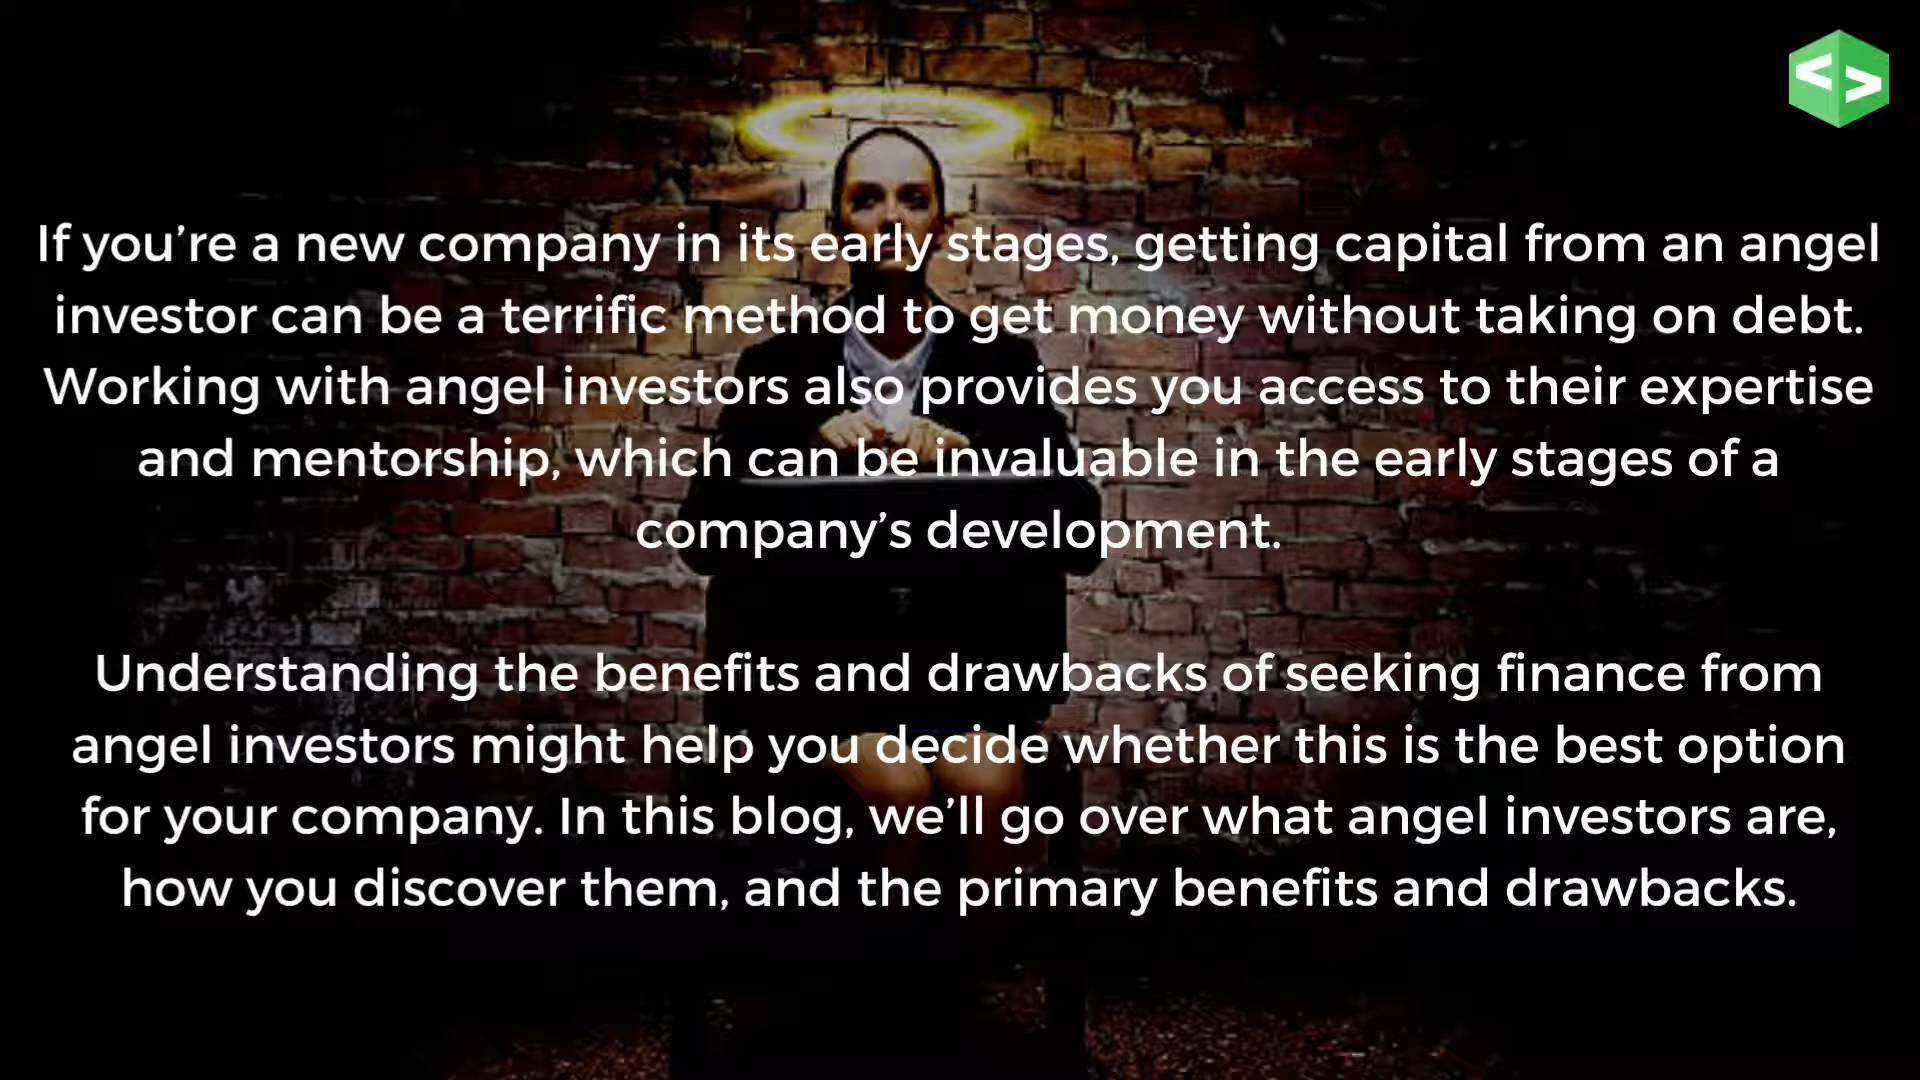 If you’re a new company in its early stages, getting capital from an angel
investor can be a terrific method to get money without taking on debt.
Working with angel investors also provides you access to their expertise
and mentorship, which can be invaluable in the early stages of a
company’s development.
Understanding the benefits and drawbacks of seeking finance from
angel investors might help you decide whether this is the best option
for your company. In this blog, we’ll go over what angel investors are,
how you discover them, and the primary benefits and drawbacks.